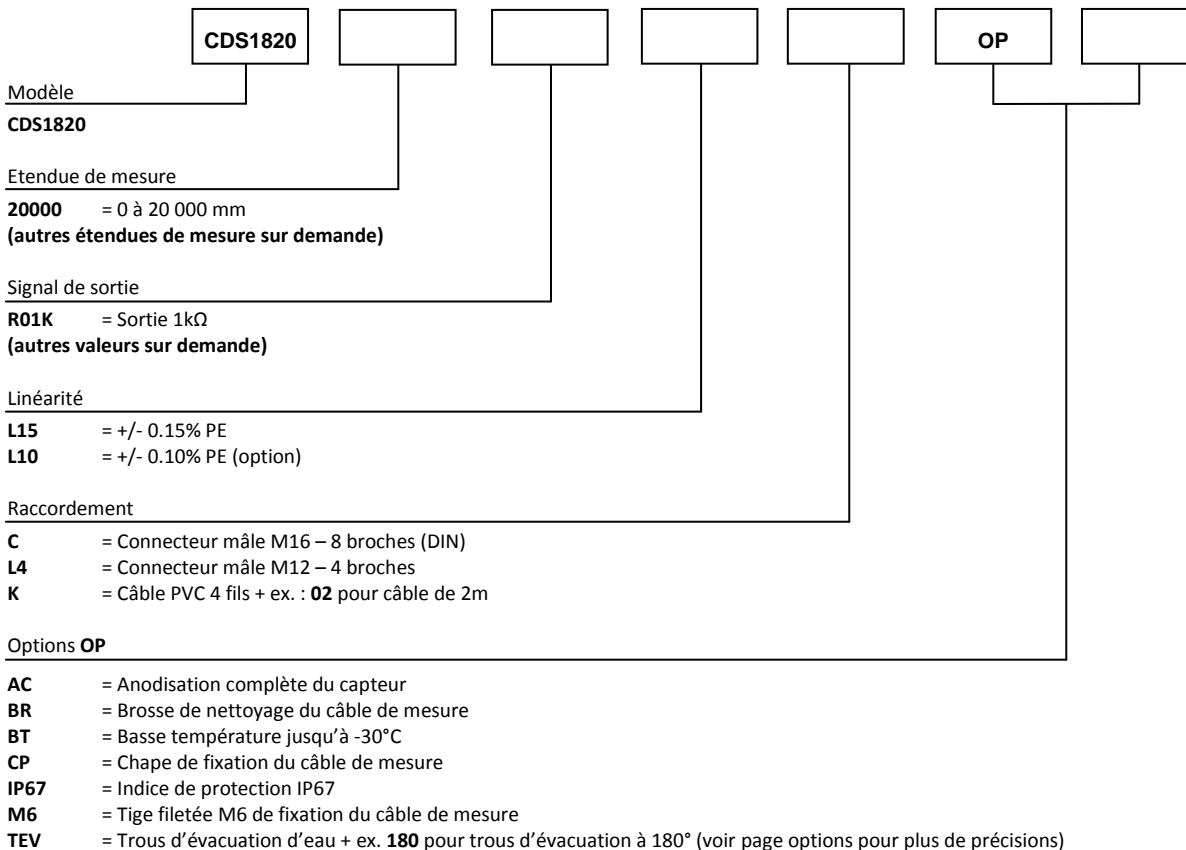 CDS1820 OP
Modèle
CDS1820
Etendue de mesure
20000 = 0 à 20 000 mm
(autres étendues de mesure sur demande)
Signal de sortie
R01K = Sortie 1kΩ
(autres valeurs sur demande)
Linéarité
L15 = +/- 0.15% PE
L10 = +/- 0.10% PE (option)
Raccordement
C = Connecteur mâle M16 – 8 broches (DIN)
L4 = Connecteur mâle M12 – 4 broches
K = Câble PVC 4 fils + ex. : 02 pour câble de 2m
Options OP
AC = Anodisation complète du capteur
BR = Brosse de nettoyage du câble de mesure
BT = Basse température jusqu’à -30°C
CP = Chape de fixation du câble de mesure
IP67 = Indice de protection IP67
M6 = Tige filetée M6 de fixation du câble de mesure
TEV = Trous d’évacuation d’eau + ex. 180 pour trous d’évacuation à 180° (voir page options pour plus de précisions)